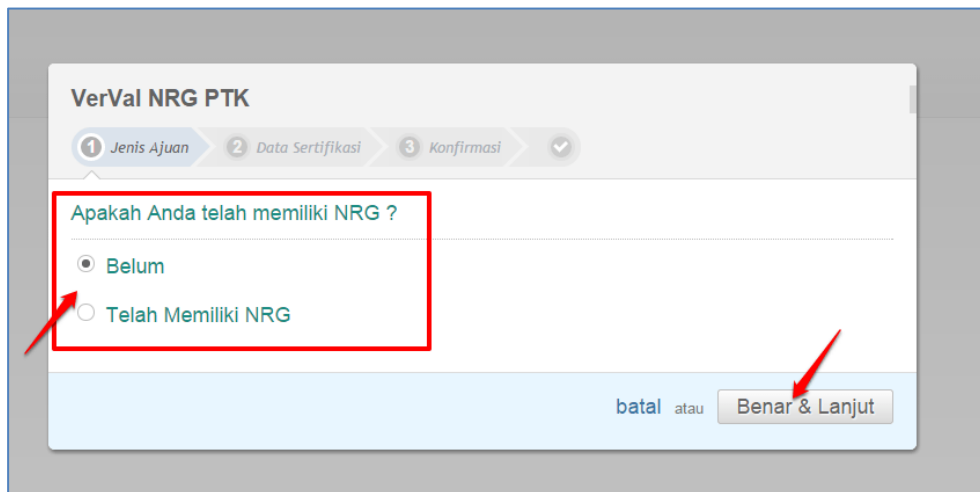 VerVal NRG PTK
1 Jenis Ajuan 2 Data Sertifikasi 3 Konfirmasi
Apakah Anda telah memiliki NRG ?
Belum
Telah Memiliki NRG
batal atau Benar & Lanjut